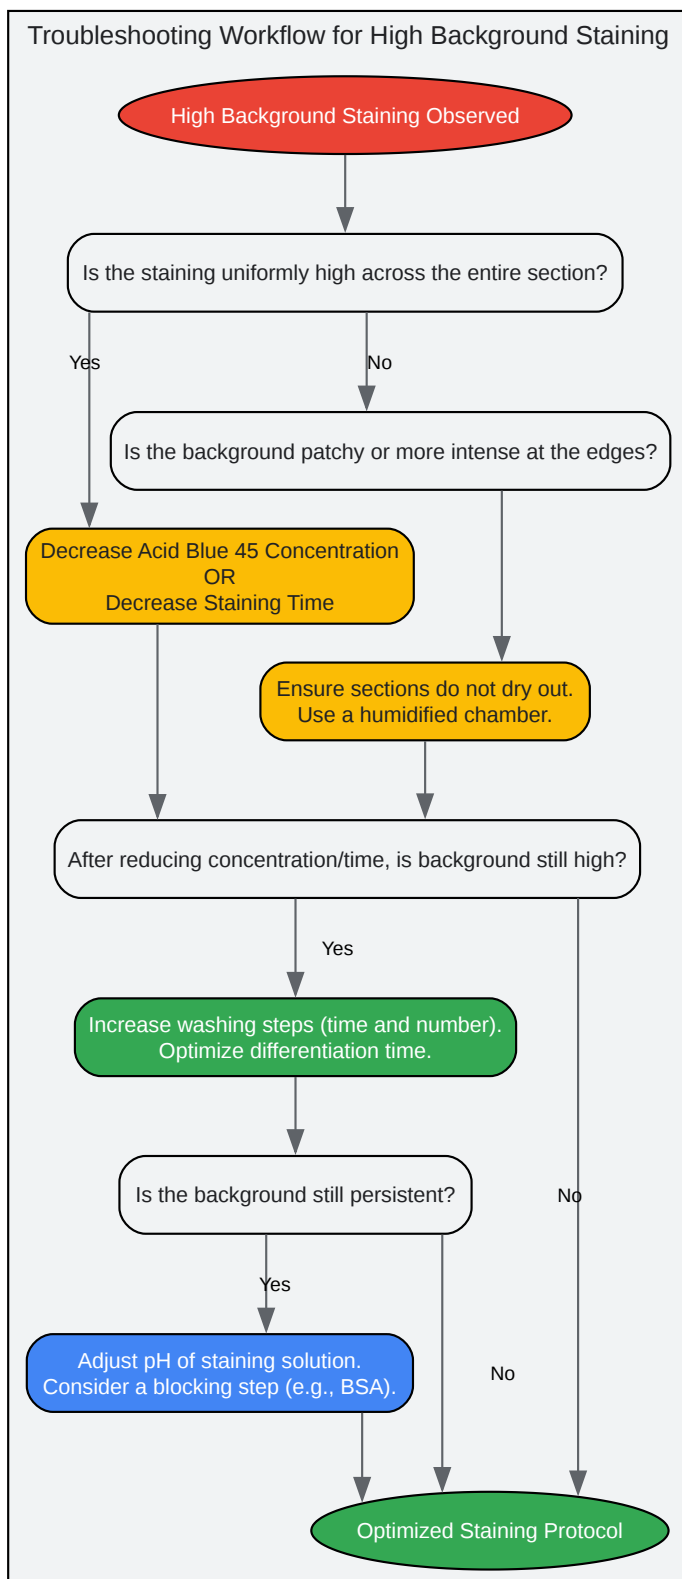 Troubleshooting Workflow for High Background Staining
High Background Staining Observed
Is the staining uniformly high across the entire section?
Yes
No
Is the background patchy or more intense at the edges?
Decrease Acid Blue 45 Concentration
OR
Decrease Staining Time
Ensure sections do not dry out.
Use a humidified chamber.
After reducing concentration/time, is background still high?
Yes
Increase washing steps (time and number).
Optimize differentiation time.
Is the background still persistent?
No
Yes
Adjust pH of staining solution.
Consider a blocking step (e.g., BSA).
No
Optimized Staining Protocol